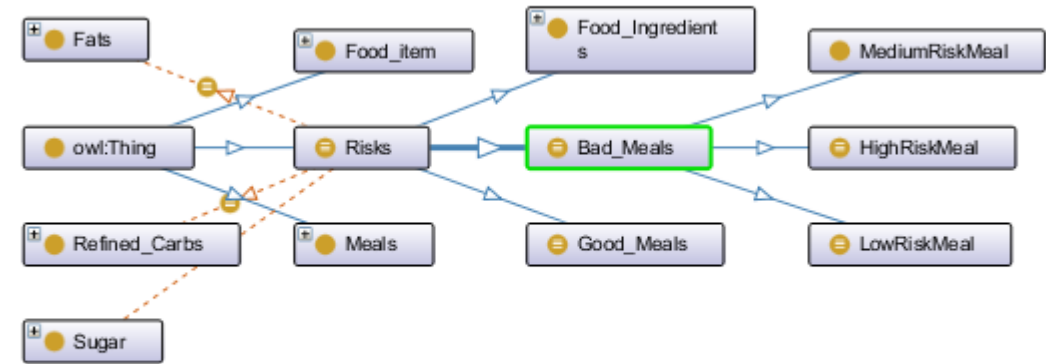 Fats
Food_item
Food_Ingredient
s
MediumRiskMeal
owl:Thing
Risks
Bad_Meals
HighRiskMeal
Refined_Carbs
Meals
Good_Meals
LowRiskMeal
Sugar